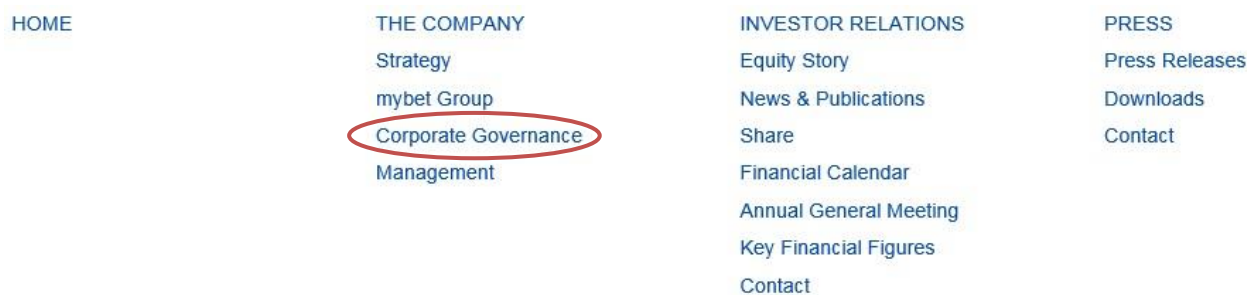 HOME
THE COMPANY
Strategy
mybet Group
Corporate Governance
Management
INVESTOR RELATIONS
Equity Story
News & Publications
Share
Financial Calendar
Annual General Meeting
Key Financial Figures
Contact
PRESS
Press Releases
Downloads
Contact